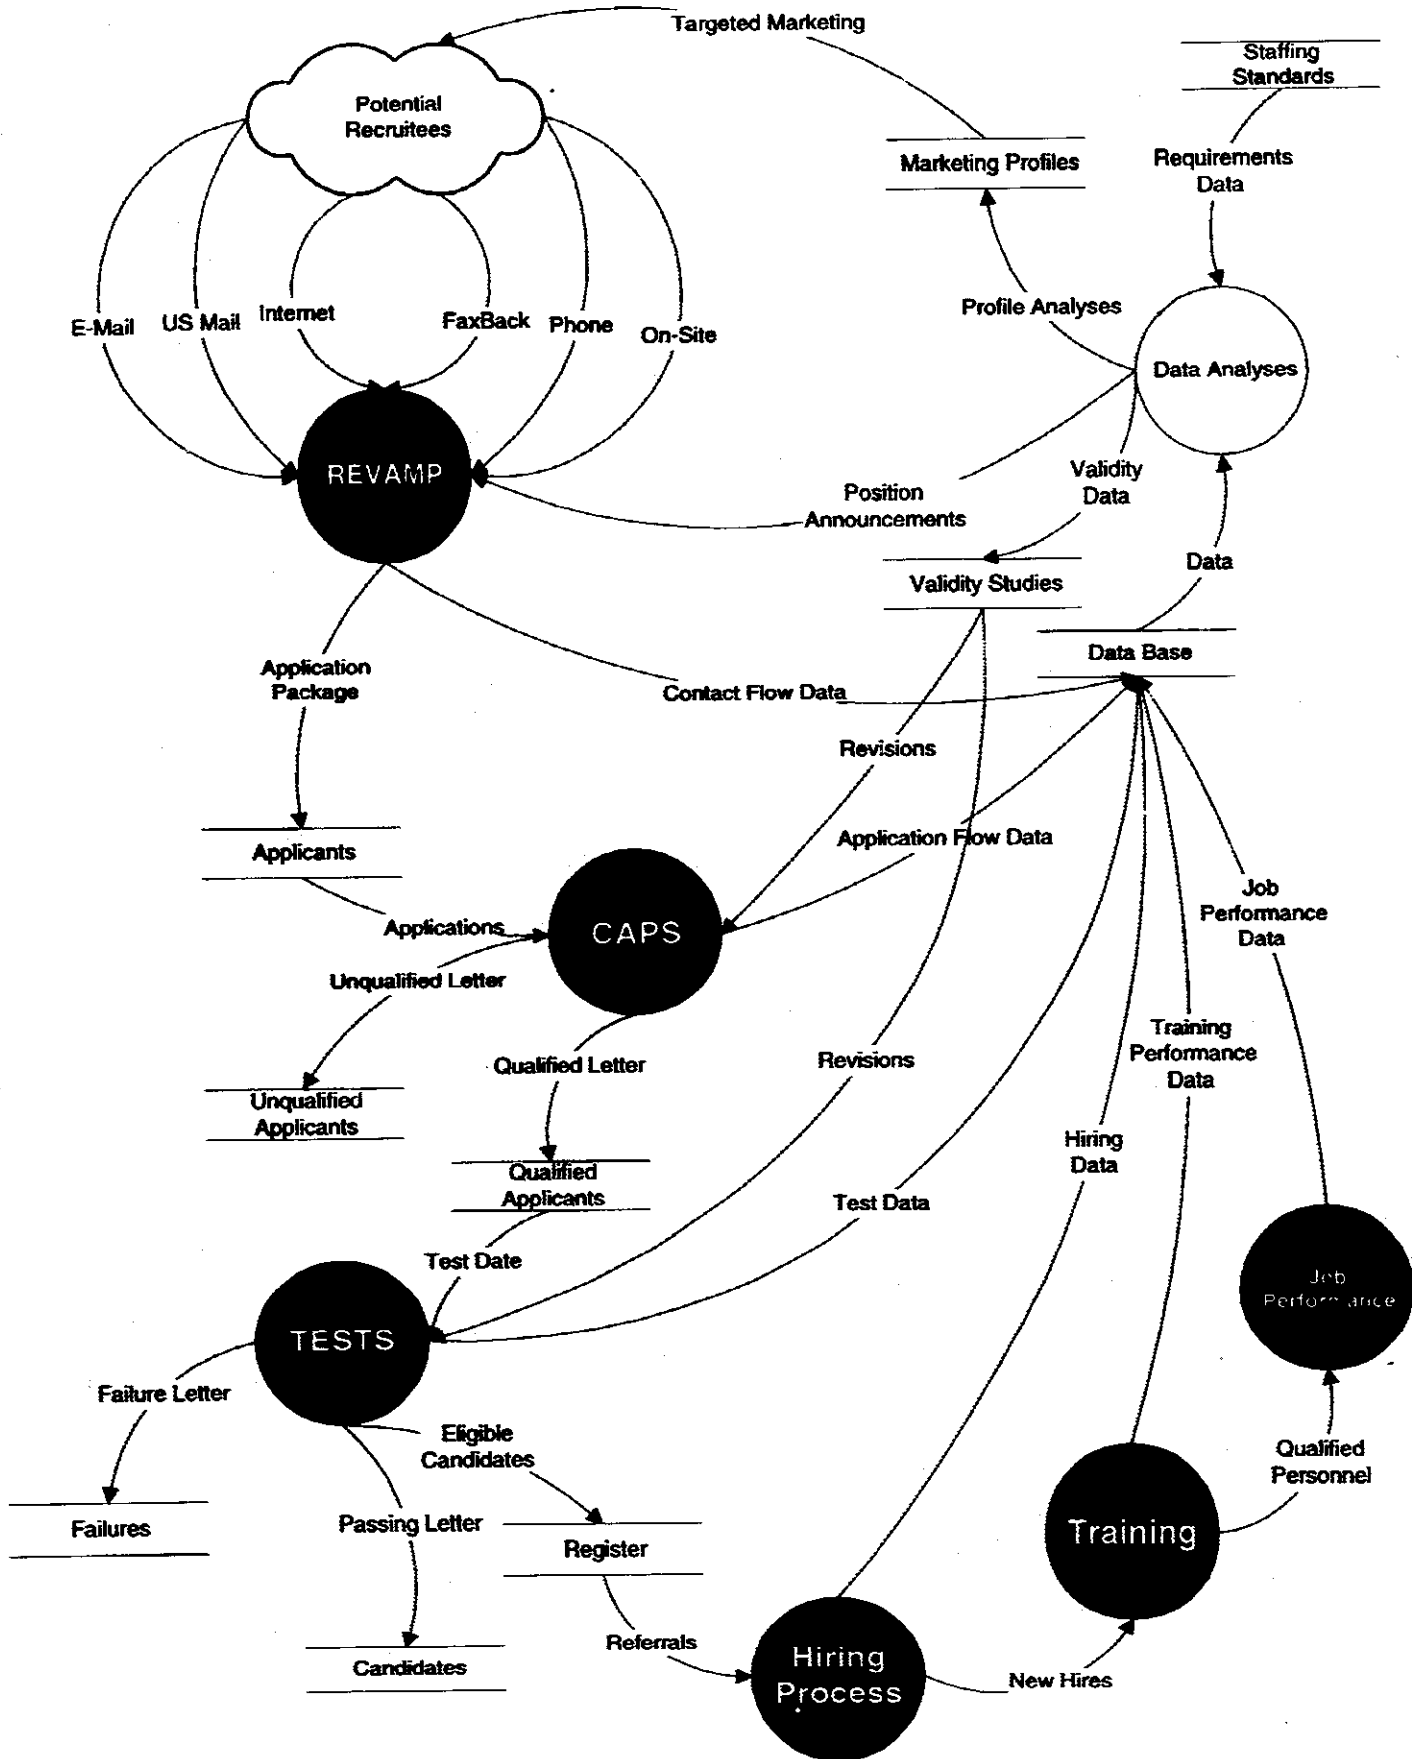 Targeted Marketing
Staffing
Standards
Potential
Recruitees
Marketing Profiles
Requirements
Data
E-Mail
US Mail
Internet
FaxBack
Phone
On-Site
Profile Analyses
Data Analyses
REVAMP
Position
Announcements
Validity
Data
Validity Studies
Data
Data Base
Application
Package
Contact Flow Data
Revisions
Applicants
Application Flow Data
Applications
CAPS
Job
Performance
Data
Unqualified Letter
Qualified Letter
Revisions
Training
Performance
Data
Unqualified
Applicants
Hiring
Data
Qualified
Applicants
Test Data
Test Date
TESTS
Job
Performance
Failure Letter
Eligible
Candidates
Qualified
Personnel
Failures
Passing Letter
Register
Training
Referrals
Candidates
Hiring
Process
New Hires